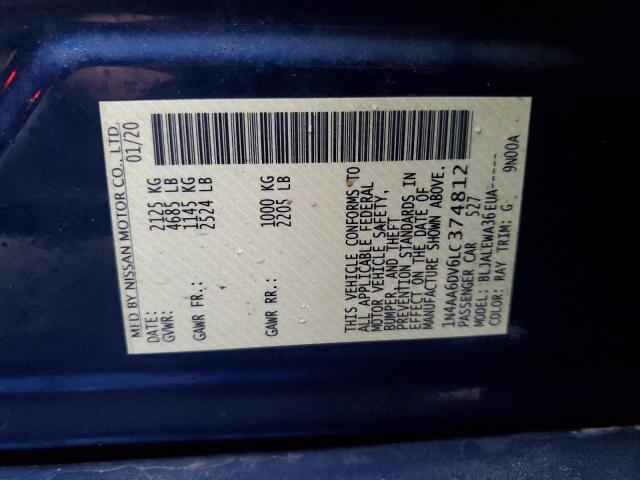 MFD BY NISSAN MOTOR CO., LTD.
DATE: 01/20
GVWR: 2125 KG
4685 LB
GAWR FR.: 1145 KG
2524 LB
GAWR RR.: 1000 KG
2205 LB
THIS VEHICLE CONFORMS TO
ALL APPLICABLE FEDERAL
MOTOR VEHICLE SAFETY,
BUMPER, AND THEFT
PREVENTION STANDARDS IN
EFFECT ON THE DATE OF
MANUFACTURE SHOWN ABOVE.
1N4AA6DV6LC374812
PASSENGER CAR 527
MODEL: BLJALEWA36EUA-----
COLOR: RAY TRIM: G 9N00A